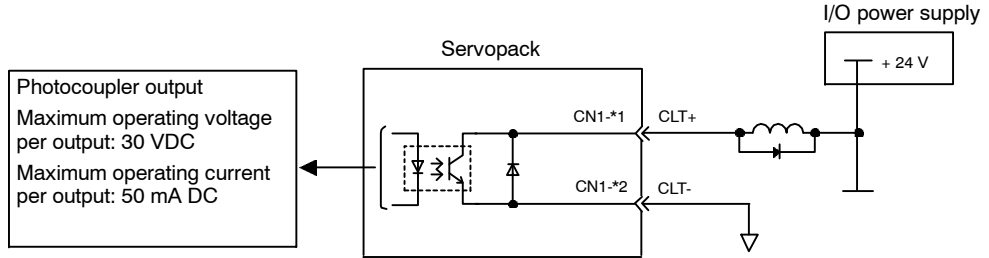 I/O power supply
Servopack
+ 24 V
Photocoupler output
Maximum operating voltage
per output: 30 VDC
Maximum operating current
per output: 50 mA DC
CN1-*1 CLT+
CN1-*2 CLT-